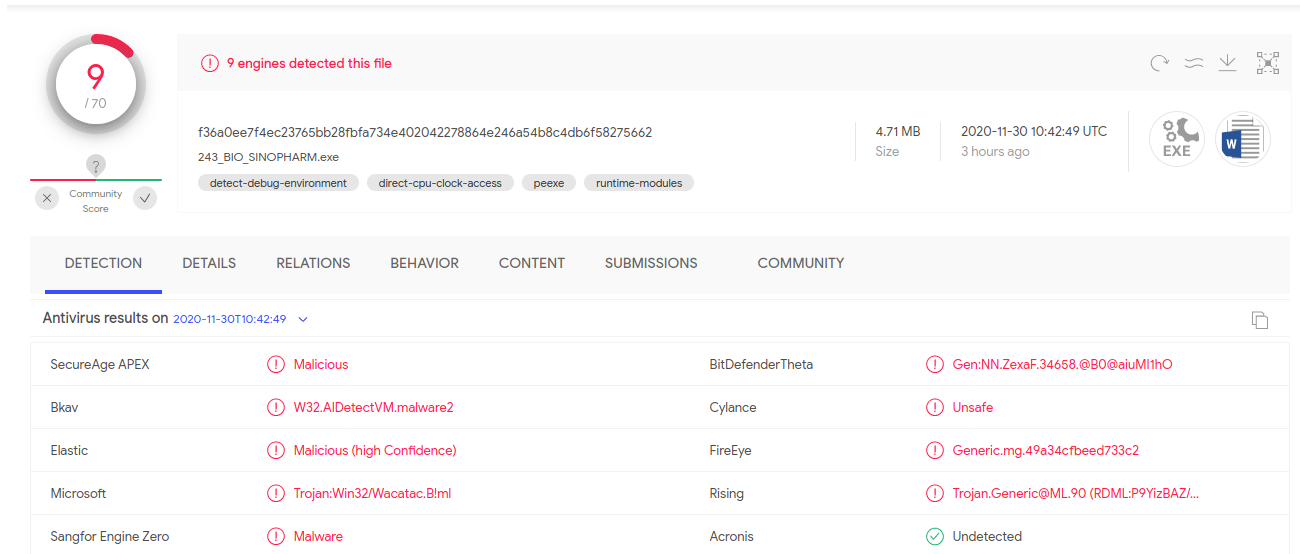 9
/ 70
?
Community
Score
9 engines detected this file
f36a0ee7f4ec23765bb28fbfa734e402042278864e246a54b8c4db6f58275662
243_BIO_SINOPHARM.exe
detect-debug-environment direct-cpu-clock-access peexe runtime-modules
4.71 MB
Size
2020-11-30 10:42:49 UTC
3 hours ago
EXE
W
DETECTION DETAILS RELATIONS BEHAVIOR CONTENT SUBMISSIONS COMMUNITY
Antivirus results on 2020-11-30T10:42:49
SecureAge APEX Malicious BitDefenderTheta Gen:NN.ZexaF.34658.@B0@aiuMI1hO
Bkav W32.AIDetectVM.malware2 Cylance Unsafe
Elastic Malicious (high Confidence) FireEye Generic.mg.49a34cfbeed733c2
Microsoft Trojan:Win32/Wacatac.B!ml Rising Trojan.Generic@ML.90 (RDML:P9YizBAZ/...
Sangfor Engine Zero Malware Acronis Undetected